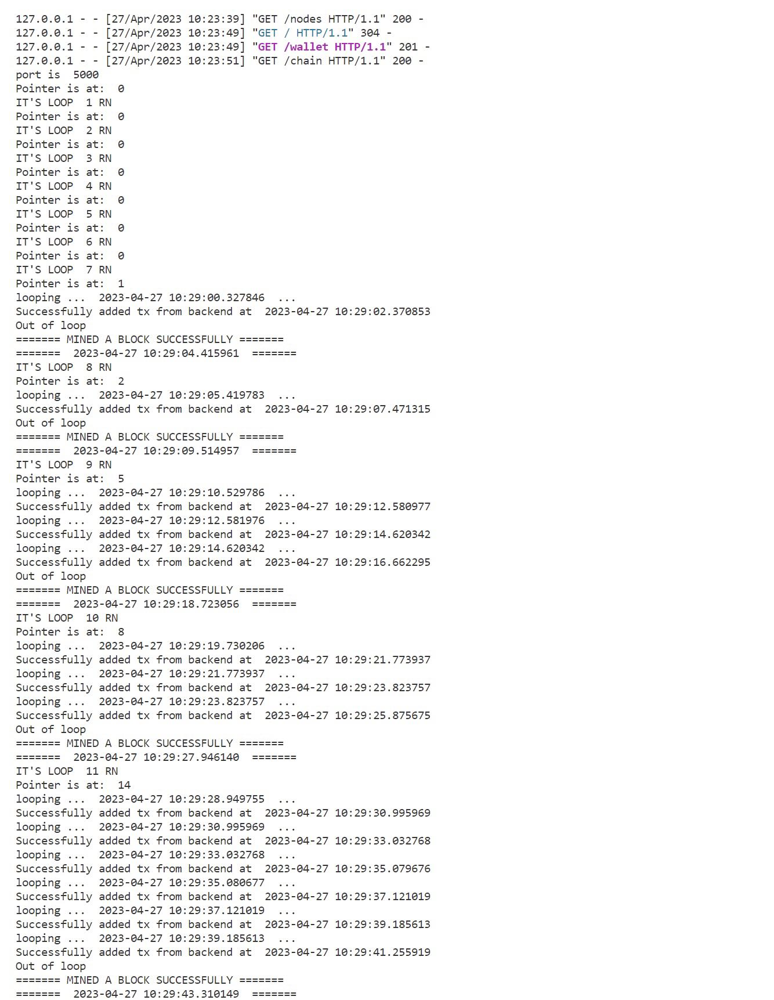 127.0.0.1 - - [27/Apr/2023 10:23:39] "GET /nodes HTTP/1.1" 200 -
127.0.0.1 - - [27/Apr/2023 10:23:49] "GET / HTTP/1.1" 304 -
127.0.0.1 - - [27/Apr/2023 10:23:49] "GET /wallet HTTP/1.1" 201 -
127.0.0.1 - - [27/Apr/2023 10:23:51] "GET /chain HTTP/1.1" 200 -
port is  5000
Pointer is at:  0
IT'S LOOP  1 RN
Pointer is at:  0
IT'S LOOP  2 RN
Pointer is at:  0
IT'S LOOP  3 RN
Pointer is at:  0
IT'S LOOP  4 RN
Pointer is at:  0
IT'S LOOP  5 RN
Pointer is at:  0
IT'S LOOP  6 RN
Pointer is at:  0
IT'S LOOP  7 RN
Pointer is at:  1
looping ...  2023-04-27 10:29:00.327846  ...
Successfully added tx from backend at  2023-04-27 10:29:02.370853
Out of loop
======= MINED A BLOCK SUCCESSFULLY =======
=======  2023-04-27 10:29:04.415961  =======
IT'S LOOP  8 RN
Pointer is at:  2
looping ...  2023-04-27 10:29:05.419783  ...
Successfully added tx from backend at  2023-04-27 10:29:07.471315
Out of loop
======= MINED A BLOCK SUCCESSFULLY =======
=======  2023-04-27 10:29:09.514957  =======
IT'S LOOP  9 RN
Pointer is at:  5
looping ...  2023-04-27 10:29:10.529786  ...
Successfully added tx from backend at  2023-04-27 10:29:12.580977
looping ...  2023-04-27 10:29:12.581976  ...
Successfully added tx from backend at  2023-04-27 10:29:14.620342
looping ...  2023-04-27 10:29:14.620342  ...
Successfully added tx from backend at  2023-04-27 10:29:16.662295
Out of loop
======= MINED A BLOCK SUCCESSFULLY =======
=======  2023-04-27 10:29:18.723056  =======
IT'S LOOP  10 RN
Pointer is at:  8
looping ...  2023-04-27 10:29:19.730206  ...
Successfully added tx from backend at  2023-04-27 10:29:21.773937
looping ...  2023-04-27 10:29:21.773937  ...
Successfully added tx from backend at  2023-04-27 10:29:23.823757
looping ...  2023-04-27 10:29:23.823757  ...
Successfully added tx from backend at  2023-04-27 10:29:25.875675
Out of loop
======= MINED A BLOCK SUCCESSFULLY =======
=======  2023-04-27 10:29:27.946140  =======
IT'S LOOP  11 RN
Pointer is at:  14
looping ...  2023-04-27 10:29:28.949755  ...
Successfully added tx from backend at  2023-04-27 10:29:30.995969
looping ...  2023-04-27 10:29:30.995969  ...
Successfully added tx from backend at  2023-04-27 10:29:33.032768
looping ...  2023-04-27 10:29:33.032768  ...
Successfully added tx from backend at  2023-04-27 10:29:35.079676
looping ...  2023-04-27 10:29:35.080677  ...
Successfully added tx from backend at  2023-04-27 10:29:37.121019
looping ...  2023-04-27 10:29:37.121019  ...
Successfully added tx from backend at  2023-04-27 10:29:39.185613
looping ...  2023-04-27 10:29:39.185613  ...
Successfully added tx from backend at  2023-04-27 10:29:41.255919
Out of loop
======= MINED A BLOCK SUCCESSFULLY =======
=======  2023-04-27 10:29:43.310149  =======